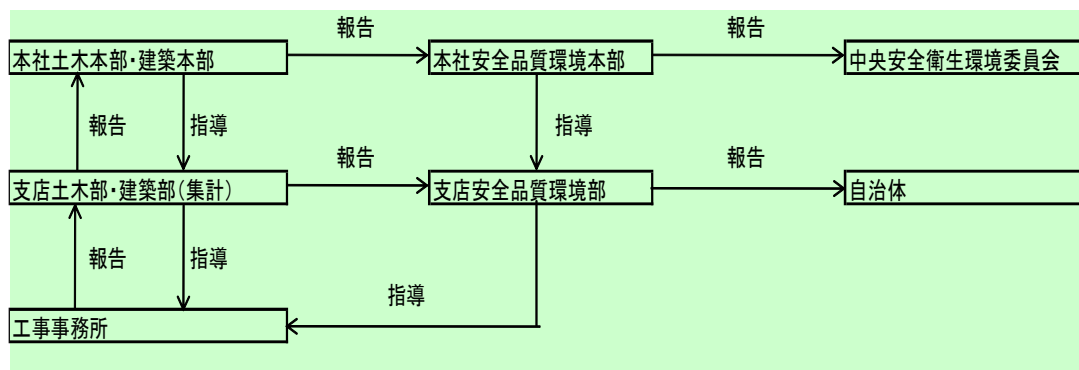 報告
報告
本社土木本部･建築本部
本社安全品質環境本部
中央安全衛生環境委員会
報告
指導
指導
報告
報告
支店土木部･建築部(集計)
支店安全品質環境部
自治体
報告
指導
指導
工事事務所